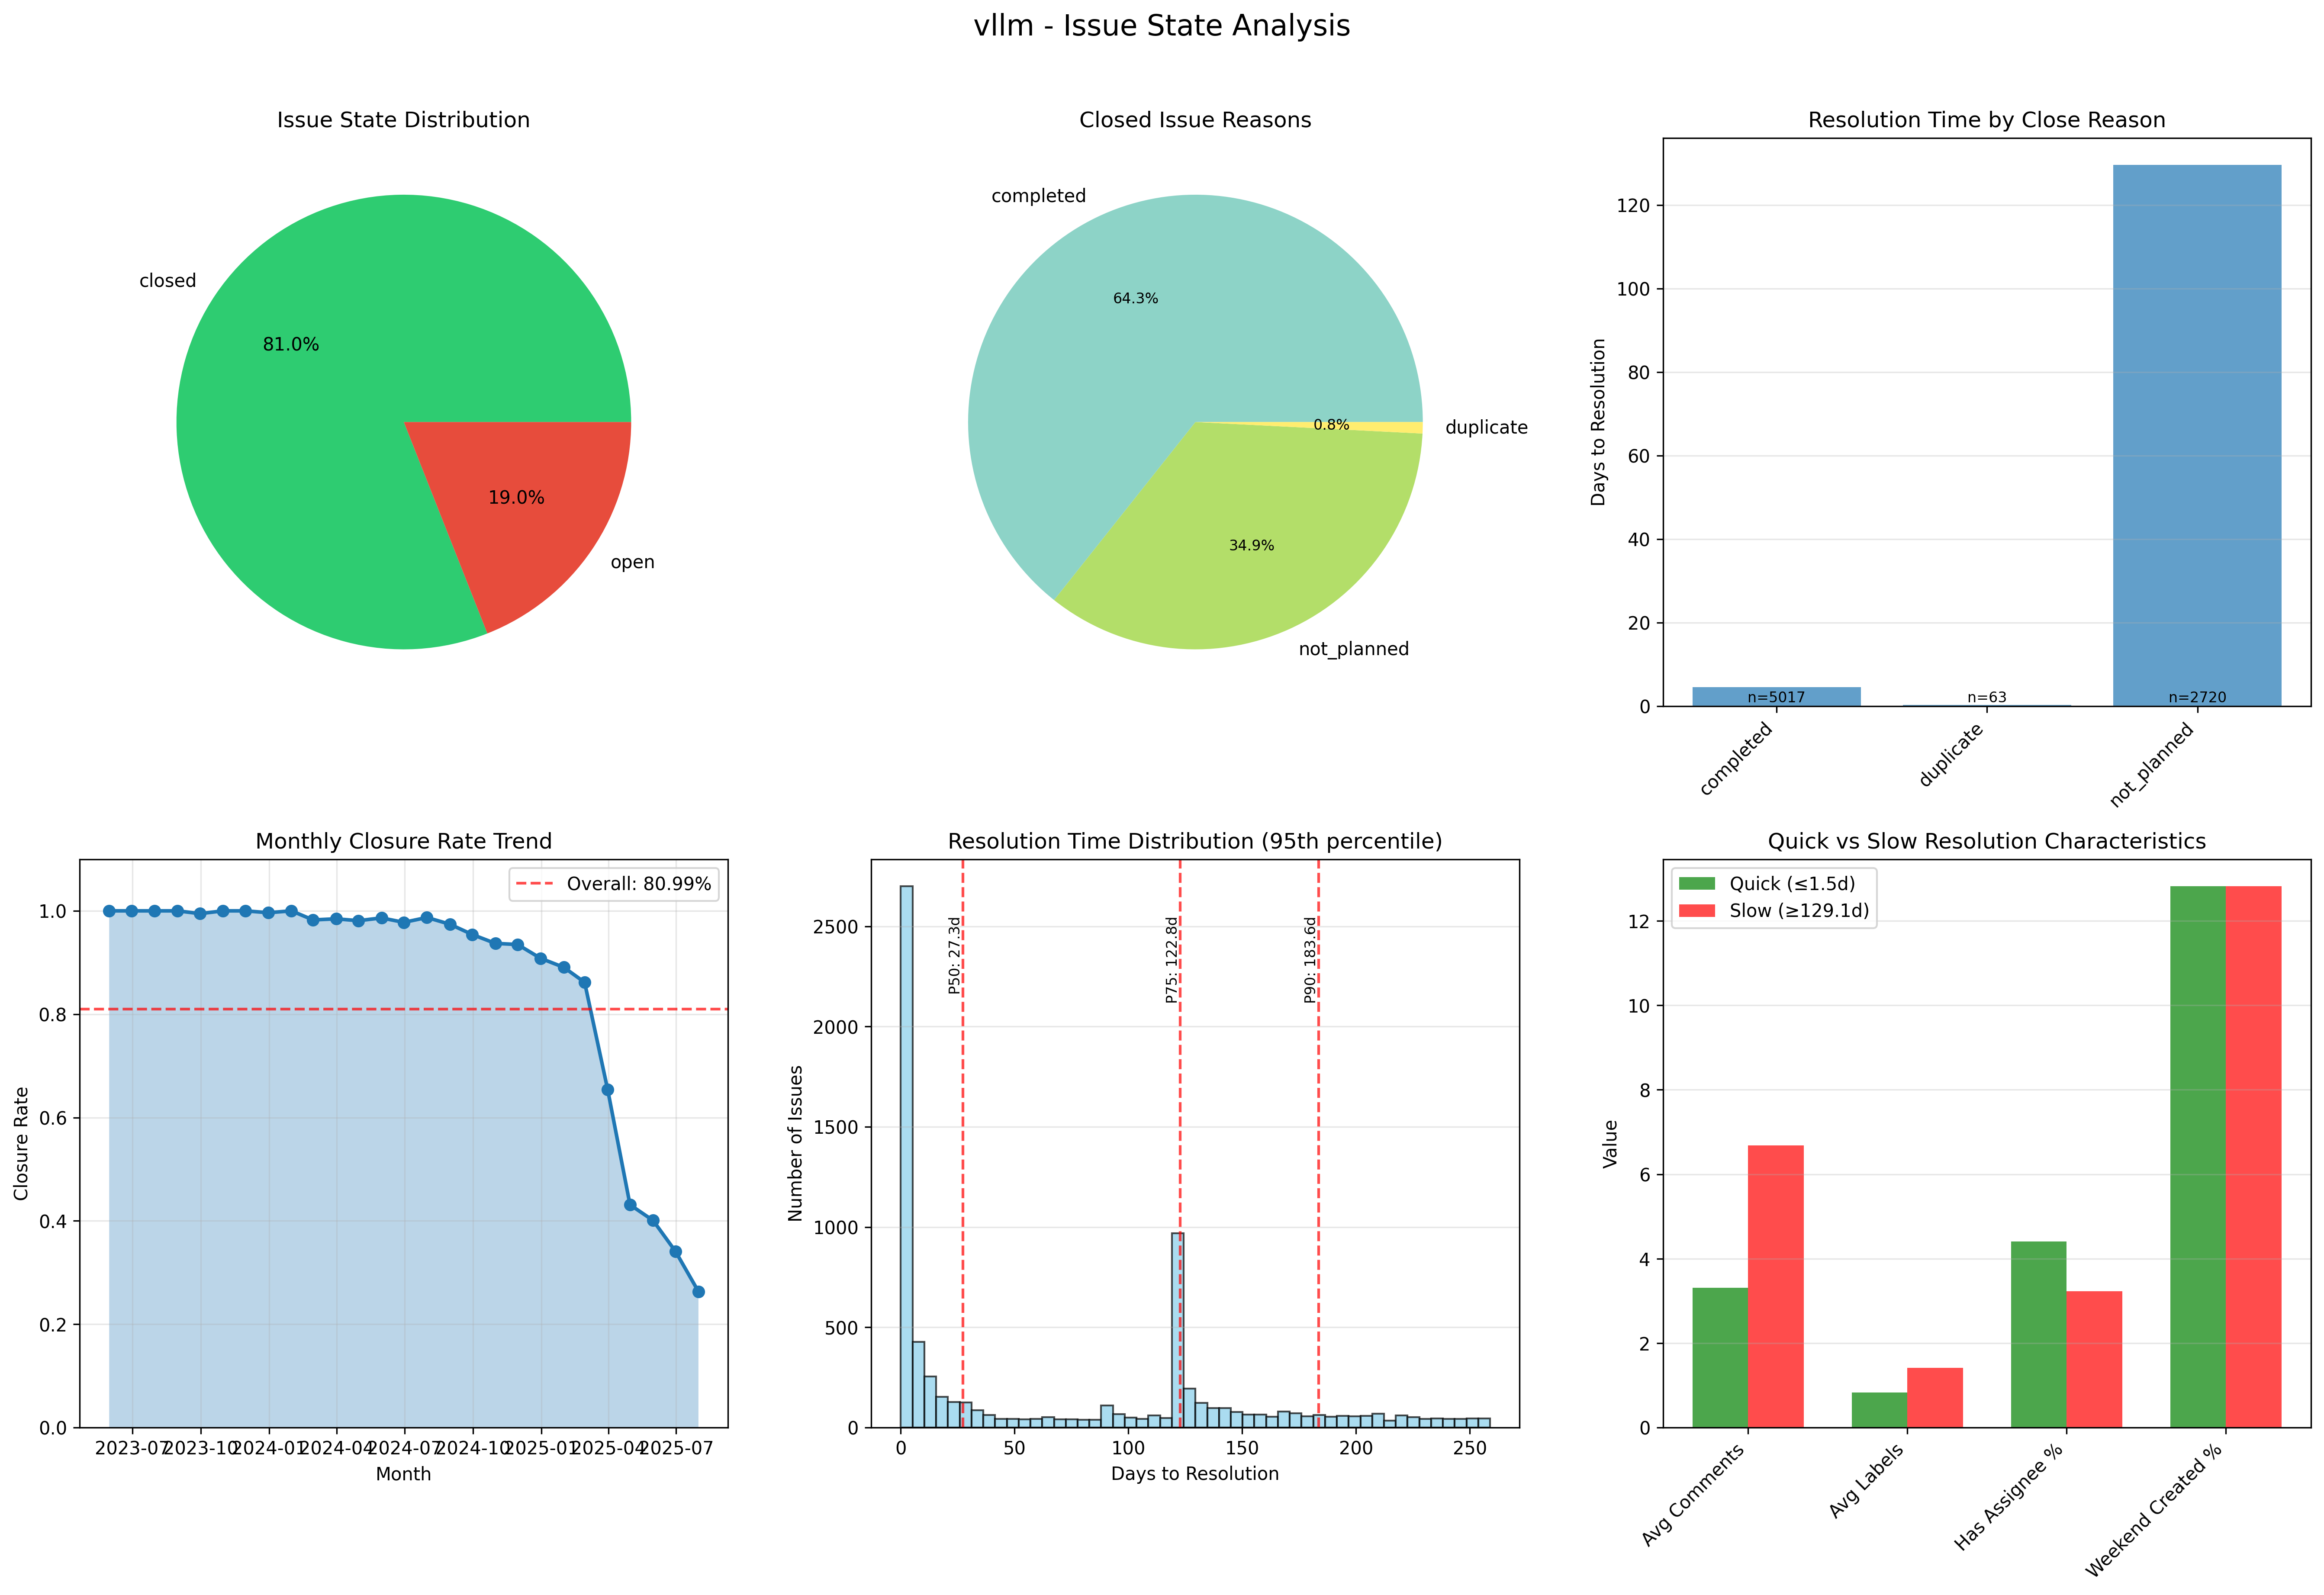 vllm - Issue State Analysis
Issue State Distribution
closed
81.0%
19.0%
open
Closed Issue Reasons
completed
64.3%
0.8%
duplicate
34.9%
not_planned
Resolution Time by Close Reason
Days to Resolution
120
100
80
60
40
20
0
n=5017
n=63
n=2720
completed
duplicate
not_planned
Monthly Closure Rate Trend
Overall: 80.99%
Closure Rate
1.0
0.8
0.6
0.4
0.2
0.0
2023-07
2023-10
2024-01
2024-04
2024-07
2024-10
2025-01
2025-04
2025-07
Month
Resolution Time Distribution (95th percentile)
P50: 27.3d
P75: 122.8d
P90: 183.6d
Number of Issues
2500
2000
1500
1000
500
0
0
50
100
150
200
250
Days to Resolution
Quick vs Slow Resolution Characteristics
Quick (≤1.5d)
Slow (≥129.1d)
Value
12
10
8
6
4
2
0
Avg Comments
Avg Labels
Has Assignee %
Weekend Created %